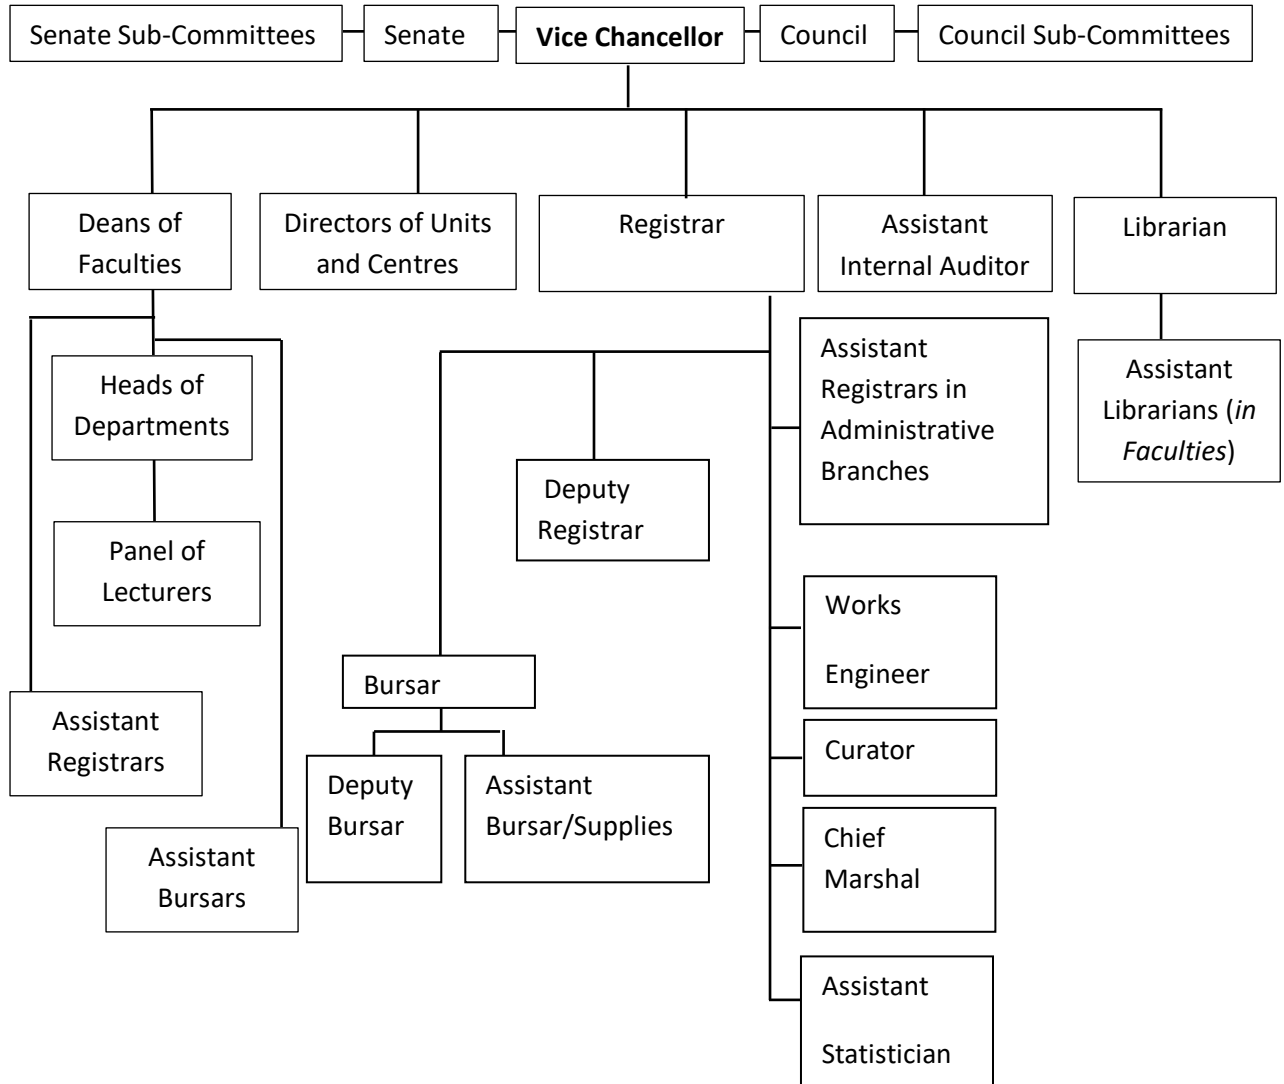 Senate Sub-Committees
Senate
Vice Chancellor
Council
Council Sub-Committees
Deans of
Faculties
Directors of Units
and Centres
Registrar
Assistant
Internal Auditor
Librarian
Heads of
Departments
Panel of
Lecturers
Assistant
Registrars
Assistant
Bursars
Deputy
Registrar
Bursar
Deputy
Bursar
Assistant
Bursar/Supplies
Assistant
Registrars in
Administrative
Branches
Works
Engineer
Curator
Chief
Marshal
Assistant
Statistician
Assistant
Librarians (in
Faculties)